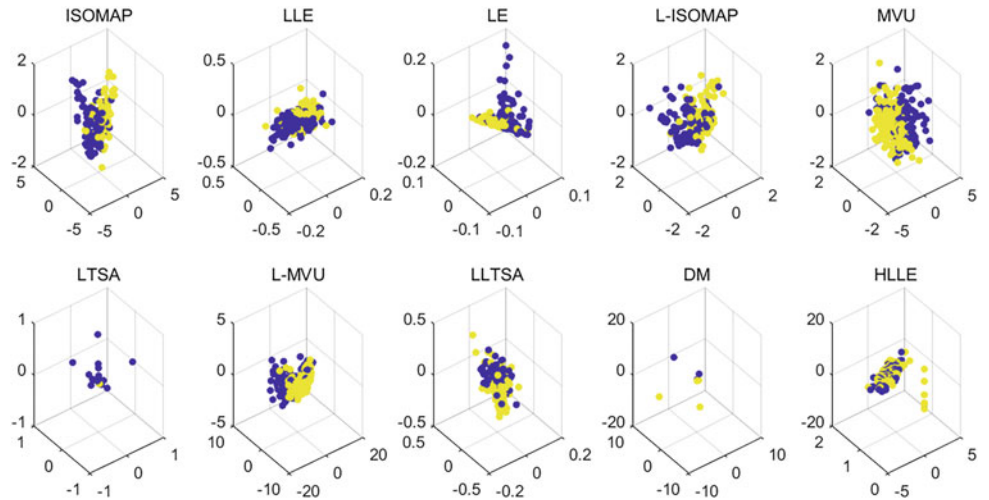 ISOMAP LLE LE L-ISOMAP MVU
2 0.5 0.2 2 2
0 0 0 0 0
-2 -0.5 0.2 -2 -2
5 5 0.5 0.2 0.1 0.1 2 2 2 5
0 0 0 0 0 0 0 0 0 0
-5 -5 -0.5 -0.2 -0.1 -0.1 -2 -2 -2 -5
LTSA L-MVU LLTSA DM HLLE
1 5 0.5 20 20
0 0 0 0 0
-1 -5 -0.5 -20 -20
1 1 10 20 0.5 0.2 10 10 2 5
0 0 0 0 0 0 0 0 1 0
-1 -1 -10 -20 -0.5 -0.2 -10 -10 0 -5